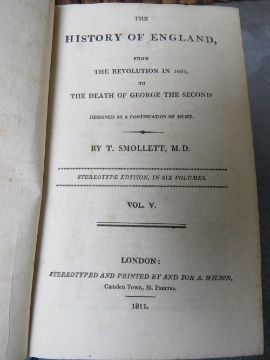 THE
HISTORY OF ENGLAND,
FROM
THE REVOLUTION IN 1688,
TO
THE DEATH OF GEORGE THE SECOND
DESIGNED AS A CONTINUATION OF HUME.
BY T. SMOLLETT, M.D.
STEREOTYPE EDITION, IN SIX VOLUMES.
VOL. V.
LONDON:
STEREOTYPED AND PRINTED BY AND FOR A. WILSON,
Camden Town, St. Pancras.
1811.